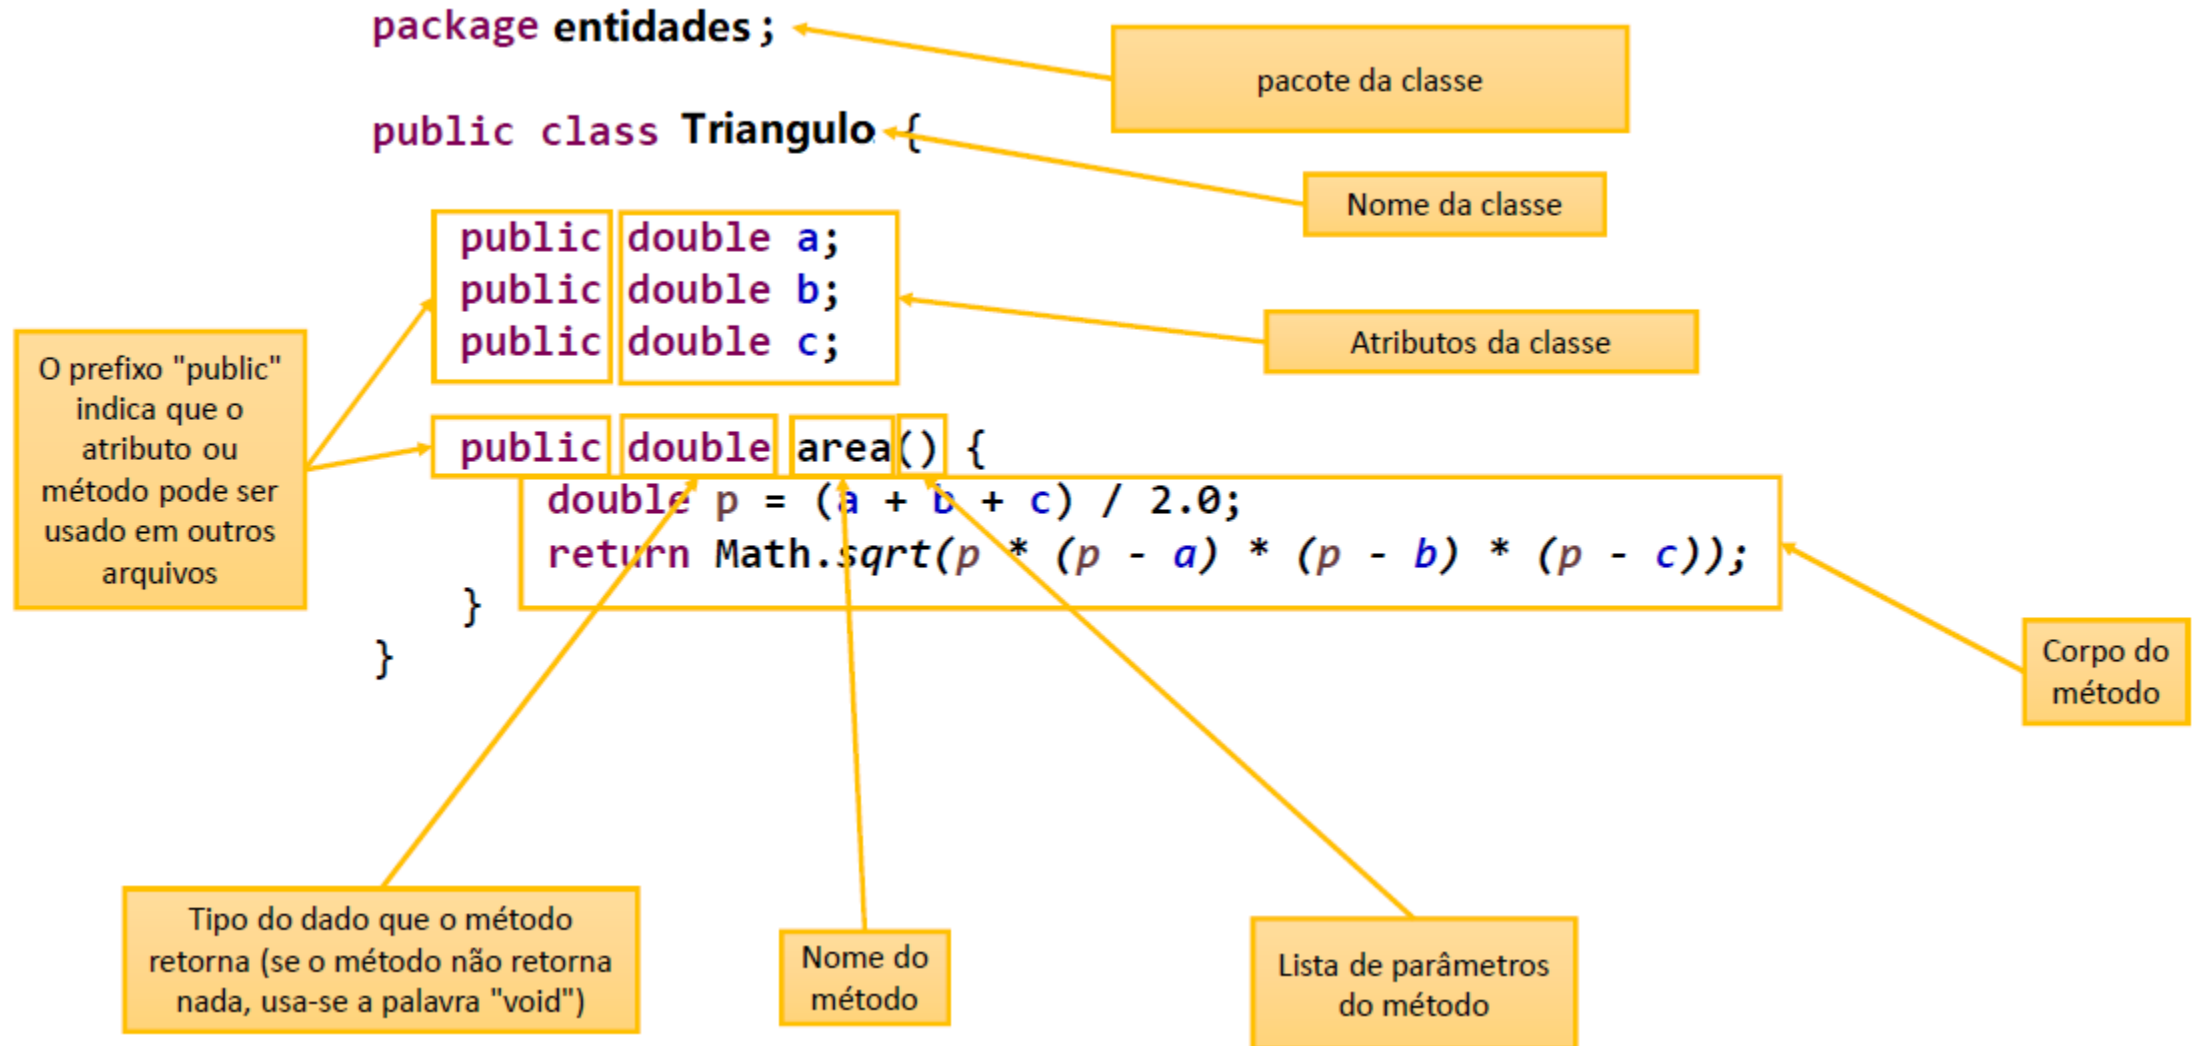 package entidades;
pacote da classe
public class Triangulo {
Nome da classe
public double a;
public double b;
public double c;
Atributos da classe
O prefixo "public"
indica que o
atributo ou
método pode ser
usado em outros
arquivos
public double area() {
double p = (a + b + c) / 2.0;
return Math.sqrt(p * (p - a) * (p - b) * (p - c));
}
}
Corpo do
método
Tipo do dado que o método
retorna (se o método não retorna
nada, usa-se a palavra "void")
Nome do
método
Lista de parâmetros
do método